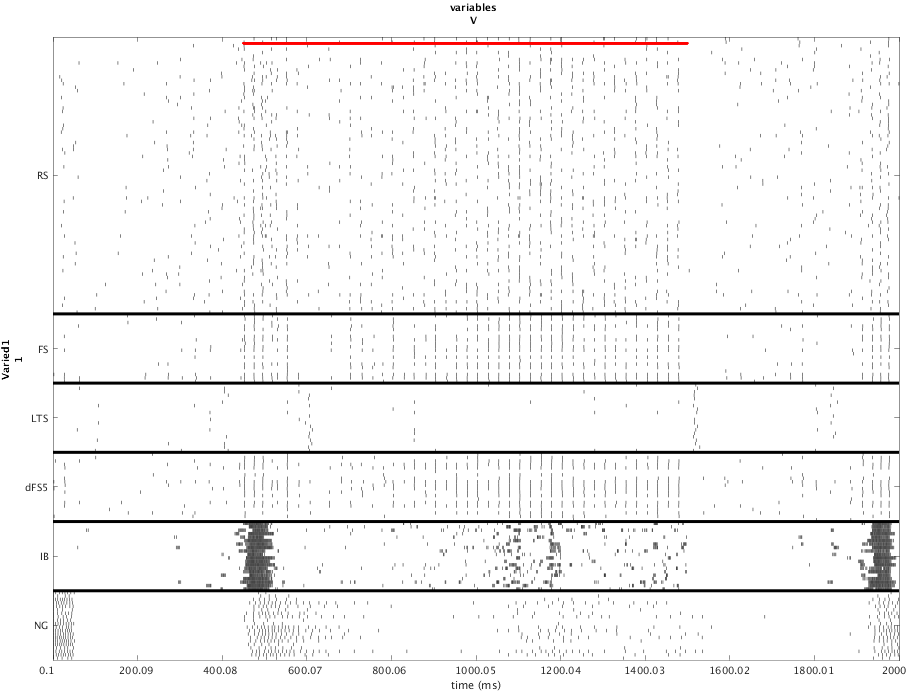 variables
V
RS
FS
LTS
dFS5
IB
NG
Varied1
1
0.1 200.09 400.08 600.07 800.06 1000.05 1200.04 1400.03 1600.02 1800.01 2000
time (ms)